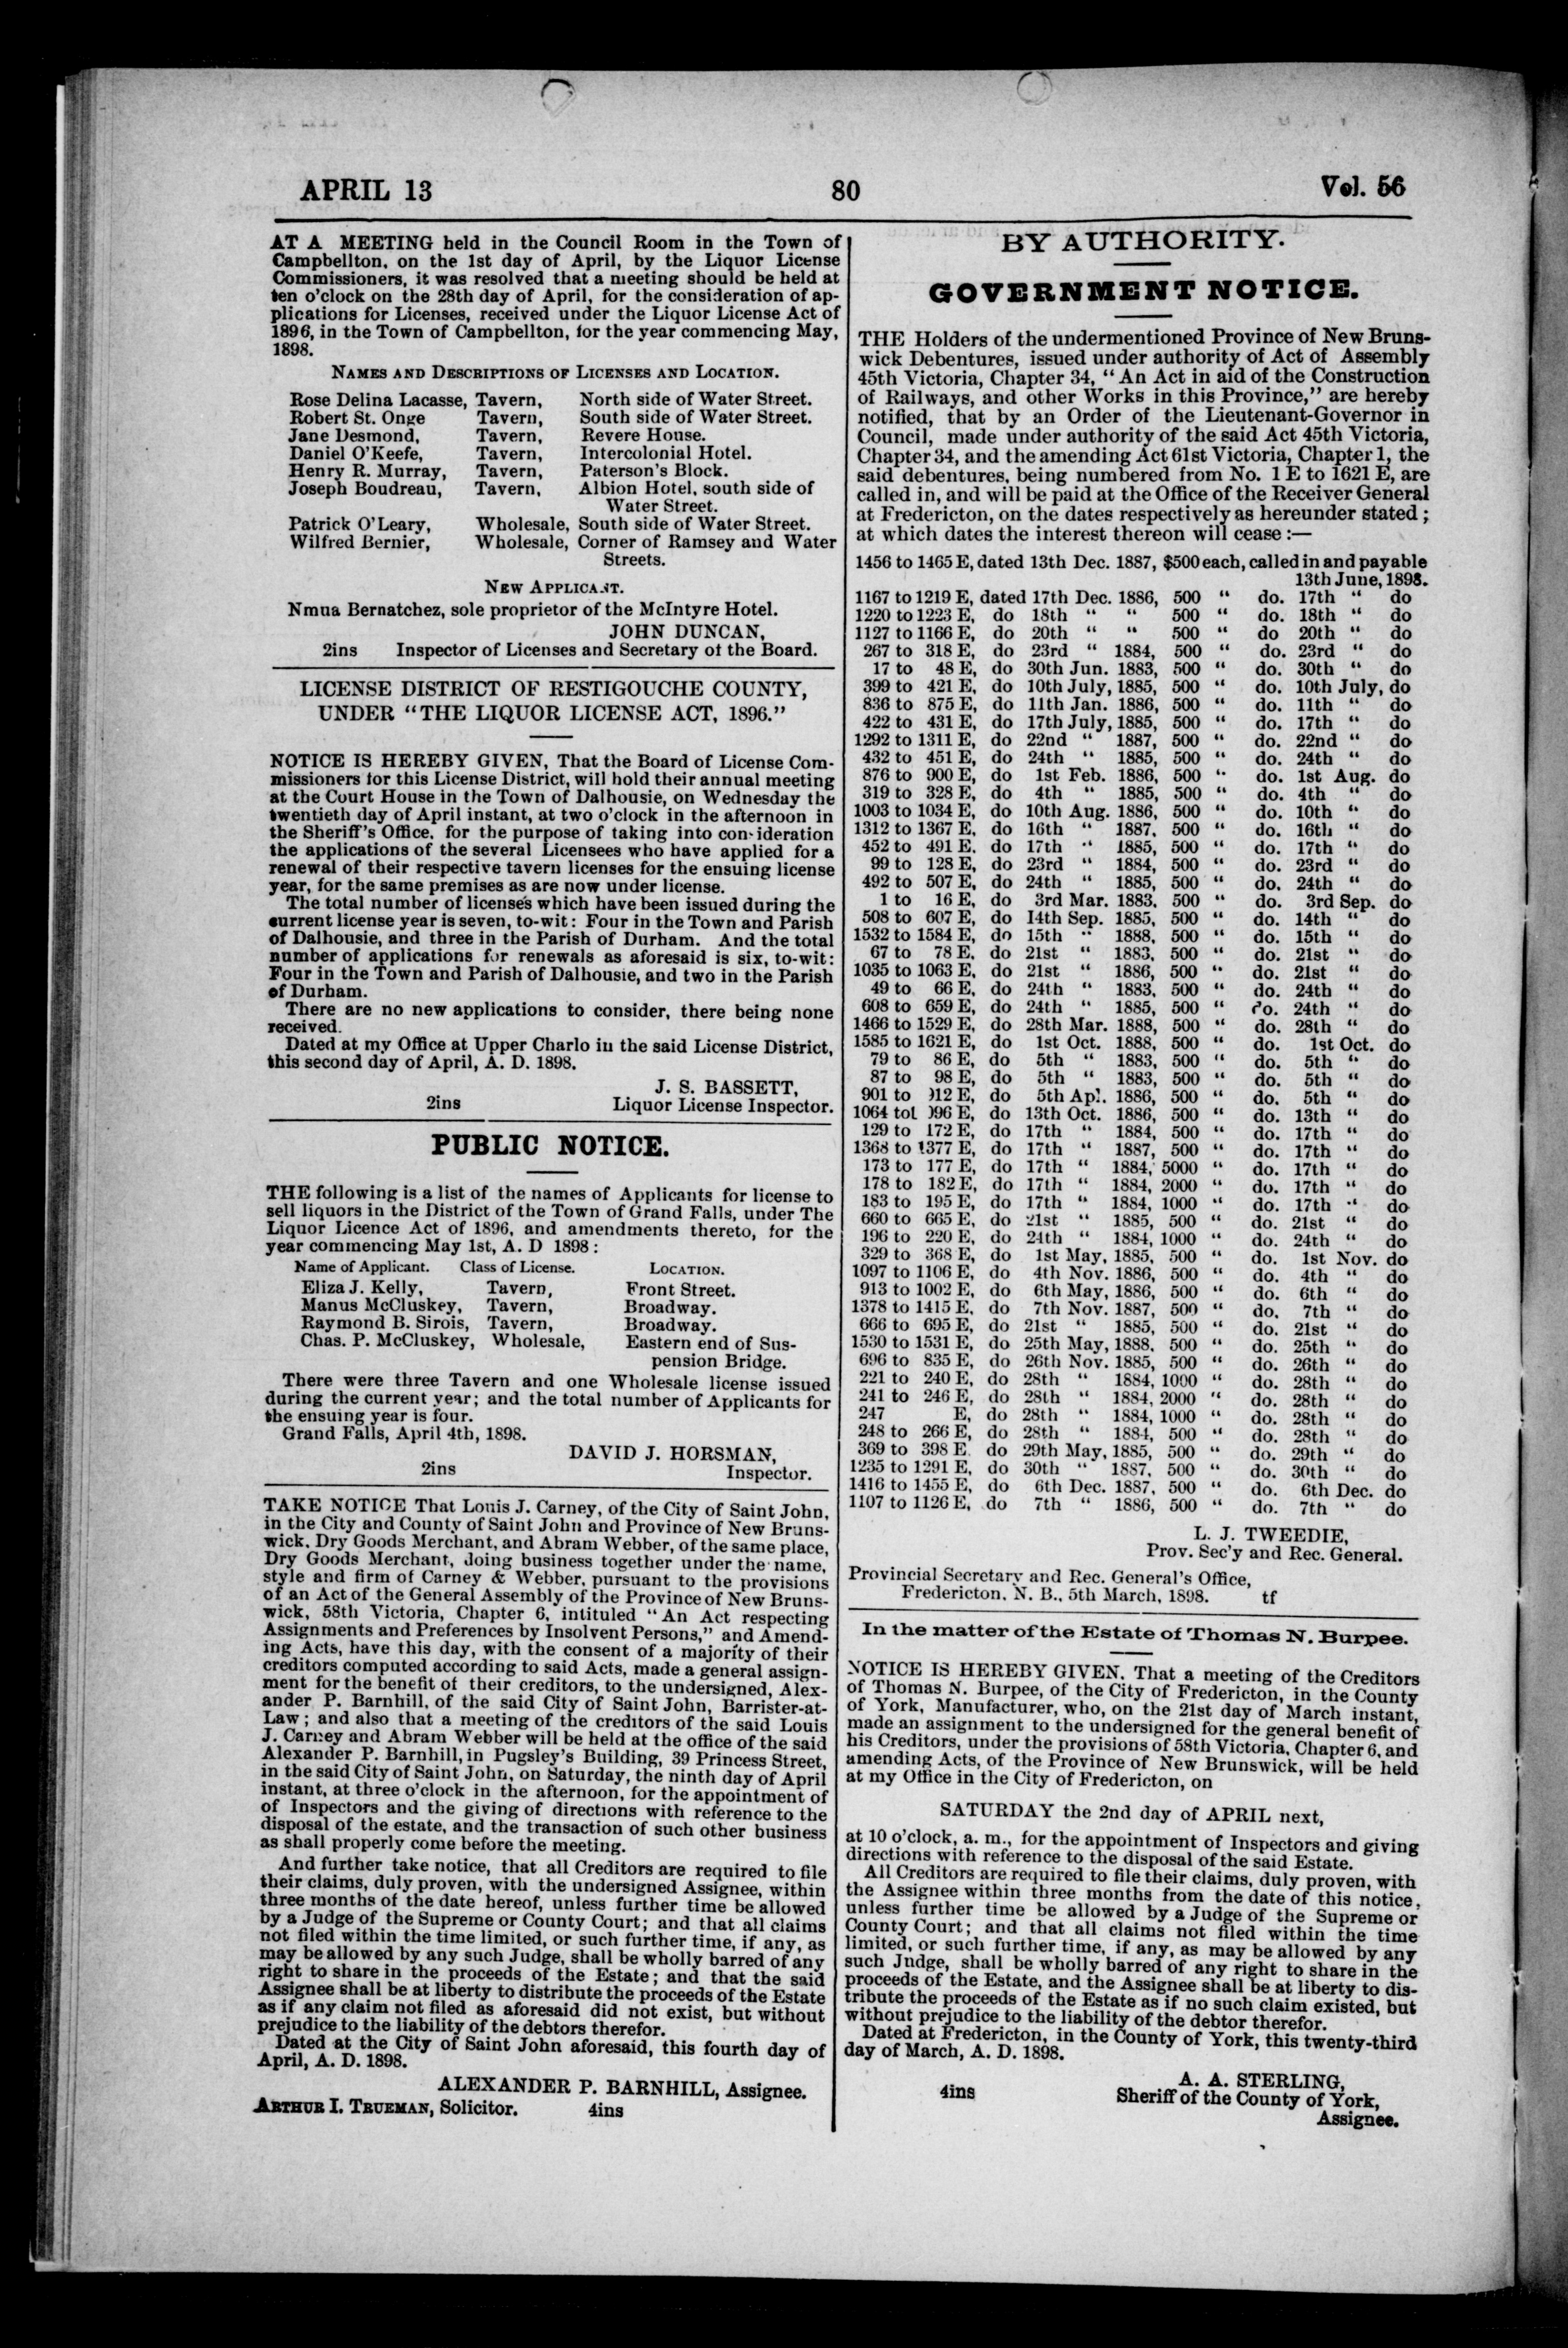 APRIL 13
80
Vol. 56
AT A MEETING held in the Council Room in the Town of
Campbellton, on the 1st day of April, by the Liquor License
Commissioners, it was resolved that a meeting should be held at
ten o'clock on the 28th day of April, for the consideration of ap-
plications for Licenses, received under the Liquor License Act of
1896, in the Town of Campbellton, for the year commencing May,
1898.
NAMES AND DESCRIPTIONS OF LICENSES AND LOCATION.
Rose Delina Lacasse, Tavern, North side of Water Street.
Robert St. Onge Tavern, South side of Water Street.
Jane Desmond, Tavern, Revere House.
Daniel O'Keefe, Tavern, Intercolonial Hotel.
Henry R. Murray, Tavern, Paterson's Block.
Joseph Boudreau, Tavern, Albion Hotel, south side of
Water Street.
Patrick O'Leary, Wholesale, South side of Water Street.
Wilfred Bernier, Wholesale, Corner of Ramsey and Water
Streets.
NEW APPLICANT.
Nmua Bernatchez, sole proprietor of the McIntyre Hotel.
JOHN DUNCAN,
2ins Inspector of Licenses and Secretary of the Board.
LICENSE DISTRICT OF RESTIGOUCHE COUNTY,
UNDER "THE LIQUOR LICENSE ACT, 1896."
NOTICE IS HEREBY GIVEN, That the Board of License Com-
missioners for this License District, will hold their annual meeting
at the Court House in the Town of Dalhousie, on Wednesday the
twentieth day of April instant, at two o'clock in the afternoon in
the Sheriff's Office, for the purpose of taking into consideration
the applications of the several Licensees who have applied for a
renewal of their respective tavern licenses for the ensuing license
year, for the same premises as are now under license.
The total number of licenses which have been issued during the
current license year is seven, to-wit: Four in the Town and Parish
of Dalhousie, and three in the Parish of Durham. And the total
number of applications for renewals as aforesaid is six, to-wit:
Four in the Town and Parish of Dalhousie, and two in the Parish
of Durham.
There are no new applications to consider, there being none
received.
Dated at my Office at Upper Charlo in the said License District,
this second day of April, A. D. 1898.
J. S. BASSETT,
2ins Liquor License Inspector.
PUBLIC NOTICE.
THE following is a list of the names of Applicants for license to
sell liquors in the District of the Town of Grand Falls, under The
Liquor Licence Act of 1896, and amendments thereto, for the
year commencing May 1st, A. D 1898:
Name of Applicant. Class of License. LOCATION.
Eliza J. Kelly, Tavern, Front Street.
Manus McCluskey, Tavern, Broadway.
Raymond B. Sirois, Tavern, Broadway.
Chas. P. McCluskey, Wholesale, Eastern end of Sus-
pension Bridge.
There were three Tavern and one Wholesale license issued
during the current year; and the total number of Applicants for
the ensuing year is four.
Grand Falls, April 4th, 1898.
DAVID J. HORSMAN,
2ins Inspector.
TAKE NOTICE That Louis J. Carney, of the City of Saint John,
in the City and County of Saint John and Province of New Bruns-
wick, Dry Goods Merchant, and Abram Webber, of the same place,
Dry Goods Merchant, doing business together under the name,
style and firm of Carney & Webber, pursuant to the provisions
of an Act of the General Assembly of the Province of New Bruns-
wick, 58th Victoria, Chapter 6, intituled "An Act respecting
Assignments and Preferences by Insolvent Persons," and Amend-
ing Acts, have this day, with the consent of a majority of their
creditors computed according to said Acts, made a general assign-
ment for the benefit of their creditors, to the undersigned, Alex-
ander P. Barnhill, of the said City of Saint John, Barrister-at-
Law; and also that a meeting of the creditors of the said Louis
J. Carney and Abram Webber will be held at the office of the said
Alexander P. Barnhill, in Pugsley's Building, 39 Princess Street,
in the said City of Saint John, on Saturday, the ninth day of April
instant, at three o'clock in the afternoon, for the appointment of
of Inspectors and the giving of directions with reference to the
disposal of the estate, and the transaction of such other business
as shall properly come before the meeting.
And further take notice, that all Creditors are required to file
their claims, duly proven, with the undersigned Assignee, within
three months of the date hereof, unless further time be allowed
by a Judge of the Supreme or County Court; and that all claims
not filed within the time limited, or such further time, if any, as
may be allowed by any such Judge, shall be wholly barred of any
right to share in the proceeds of the Estate; and that the said
Assignee shall be at liberty to distribute the proceeds of the Estate
as if any claim not filed as aforesaid did not exist, but without
prejudice to the liability of the debtors therefor.
Dated at the City of Saint John aforesaid, this fourth day of
April, A. D. 1898.
ALEXANDER P. BARNHILL, Assignee.
ARTHUR I. TRUEMAN, Solicitor. 4ins
BY AUTHORITY.
GOVERNMENT NOTICE.
THE Holders of the undermentioned Province of New Bruns-
wick Debentures, issued under authority of Act of Assembly
45th Victoria, Chapter 34, "An Act in aid of the Construction
of Railways, and other Works in this Province," are hereby
notified, that by an Order of the Lieutenant-Governor in
Council, made under authority of the said Act 45th Victoria,
Chapter 34, and the amending Act 61st Victoria, Chapter 1, the
said debentures, being numbered from No. 1 E to 1621 E, are
called in, and will be paid at the Office of the Receiver General
at Fredericton, on the dates respectively as hereunder stated;
at which dates the interest thereon will cease :—
1456 to 1465 E, dated 13th Dec. 1887, $500 each, called in and payable
13th June, 1898.
1167 to 1219 E, dated 17th Dec. 1886, 500 " do. 17th " do
1220 to 1223 E, do 18th " " 500 " do. 18th " do
1127 to 1166 E, do 20th " " 500 " do 20th " do
267 to 318 E, do 23rd " 1884, 500 " do. 23rd " do
17 to 48 E, do 30th Jun. 1883, 500 " do. 30th " do
399 to 421 E, do 10th July, 1885, 500 " do. 10th July, do
836 to 875 E, do 11th Jan. 1886, 500 " do. 11th " do
422 to 431 E, do 17th July, 1885, 500 " do. 17th " do
1292 to 1311 E, do 22nd " 1887, 500 " do. 22nd " do
432 to 451 E, do 24th " 1885, 500 " do. 24th " do
876 to 900 E, do 1st Feb. 1886, 500 " do. 1st Aug. do
319 to 328 E, do 4th " 1885, 500 " do. 4th " do
1003 to 1034 E, do 10th Aug. 1886, 500 " do. 10th " do
1312 to 1367 E, do 16th " 1887, 500 " do. 16th " do
452 to 491 E. do 17th " 1885, 500 " do. 17th " do
99 to 128 E, do 23rd " 1884, 500 " do. 23rd " do
492 to 507 E, do 24th " 1885, 500 " do. 24th " do
1 to 16 E, do 3rd Mar. 1883, 500 " do. 3rd Sep. do
508 to 607 E, do 14th Sep. 1885, 500 " do. 14th " do
1532 to 1584 E, do 15th " 1888, 500 " do. 15th " do
67 to 78 E. do 21st " 1883, 500 " do. 21st " do
1035 to 1063 E, do 21st " 1886, 500 " do. 21st " do
49 to 66 E, do 24th " 1883, 500 " do. 24th " do
608 to 659 E, do 24th " 1885, 500 " do. 24th " do
1466 to 1529 E, do 28th Mar. 1888, 500 " do. 28th " do
1585 to 1621 E, do 1st Oct. 1888, 500 " do. 1st Oct. do
79 to 86 E, do 5th " 1883, 500 " do. 5th " do
87 to 98 E, do 5th " 1883, 500 " do. 5th " do
901 to 912 E, do 5th Apl. 1886, 500 " do. 5th " do
1064 to 1096 E, do 13th Oct. 1886, 500 " do. 13th " do
129 to 172 E, do 17th " 1884, 500 " do. 17th " do
1368 to 1377 E, do 17th " 1887, 500 " do. 17th " do
173 to 177 E, do 17th " 1884, 5000 " do. 17th " do
178 to 182 E, do 17th " 1884, 2000 " do. 17th " do
183 to 195 E, do 17th " 1884, 1000 " do. 17th " do
660 to 665 E, do 21st " 1885, 500 " do. 21st " do
196 to 220 E, do 24th " 1884, 1000 " do. 24th " do
329 to 368 E, do 1st May, 1885, 500 " do. 1st Nov. do
1097 to 1106 E, do 4th Nov. 1886, 500 " do. 4th " do
913 to 1002 E, do 6th May, 1886, 500 " do. 6th " do
1378 to 1415 E. do 7th Nov. 1887, 500 " do. 7th " do
666 to 695 E, do 21st " 1885, 500 " do. 21st " do
1530 to 1531 E, do 25th May, 1888, 500 " do. 25th " do
696 to 835 E, do 26th Nov. 1885, 500 " do. 26th " do
221 to 240 E, do 28th " 1884, 1000 " do. 28th " do
241 to 246 E, do 28th " 1884, 2000 " do. 28th " do
247 E, do 28th " 1884, 1000 " do. 28th " do
248 to 266 E, do 28th " 1884, 500 " do. 28th " do
369 to 398 E. do 29th May, 1885, 500 " do. 29th " do
1235 to 1291 E, do 30th " 1887, 500 " do. 30th " do
1416 to 1455 E, do 6th Dec. 1887, 500 " do. 6th Dec. do
1107 to 1126 E, do 7th " 1886, 500 " do. 7th " do
L. J. TWEEDIE,
Prov. Sec'y and Rec. General.
Provincial Secretary and Rec. General's Office,
Fredericton, N. B., 5th March, 1898. tf
In the matter of the Estate of Thomas N. Burpee.
NOTICE IS HEREBY GIVEN, That a meeting of the Creditors
of Thomas N. Burpee, of the City of Fredericton, in the County
of York, Manufacturer, who, on the 21st day of March instant,
made an assignment to the undersigned for the general benefit of
his Creditors, under the provisions of 58th Victoria, Chapter 6, and
amending Acts, of the Province of New Brunswick, will be held
at my Office in the City of Fredericton, on
SATURDAY the 2nd day of APRIL next,
at 10 o'clock, a. m., for the appointment of Inspectors and giving
directions with reference to the disposal of the said Estate.
All Creditors are required to file their claims, duly proven, with
the Assignee within three months from the date of this notice,
unless further time be allowed by a Judge of the Supreme or
County Court; and that all claims not filed within the time
limited, or such further time, if any, as may be allowed by any
such Judge, shall be wholly barred of any right to share in the
proceeds of the Estate, and the Assignee shall be at liberty to dis-
tribute the proceeds of the Estate as if no such claim existed, but
without prejudice to the liability of the debtor therefor.
Dated at Fredericton, in the County of York, this twenty-third
day of March, A. D. 1898.
A. A. STERLING,
4ins Sheriff of the County of York,
Assignee.